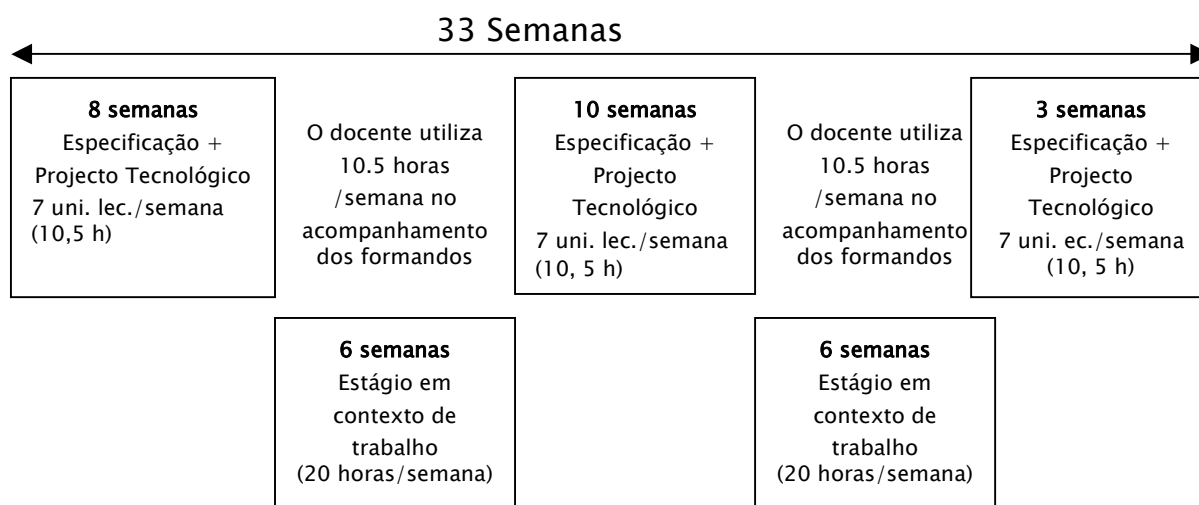 33 Semanas
8 semanas
Especificação +
Projecto Tecnológico
7 uni. lec./semana
(10,5 h)
O docente utiliza
10.5 horas
/semana no
acompanhamento
dos formandos
10 semanas
Especificação +
Projecto
Tecnológico
7 uni. lec./semana
(10, 5 h)
O docente utiliza
10.5 horas
/semana no
acompanhamento
dos formandos
3 semanas
Especificação +
Projecto
Tecnológico
7 uni. ec./semana
(10, 5 h)
6 semanas
Estágio em
contexto de
trabalho
(20 horas/semana)
6 semanas
Estágio em
contexto de
trabalho
(20 horas/semana)